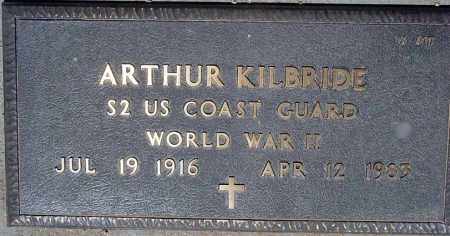 ARTHUR KILBRIDE
S2 US COAST GUARD
WORLD WAR II
JUL 19 1916 APR 12 1983